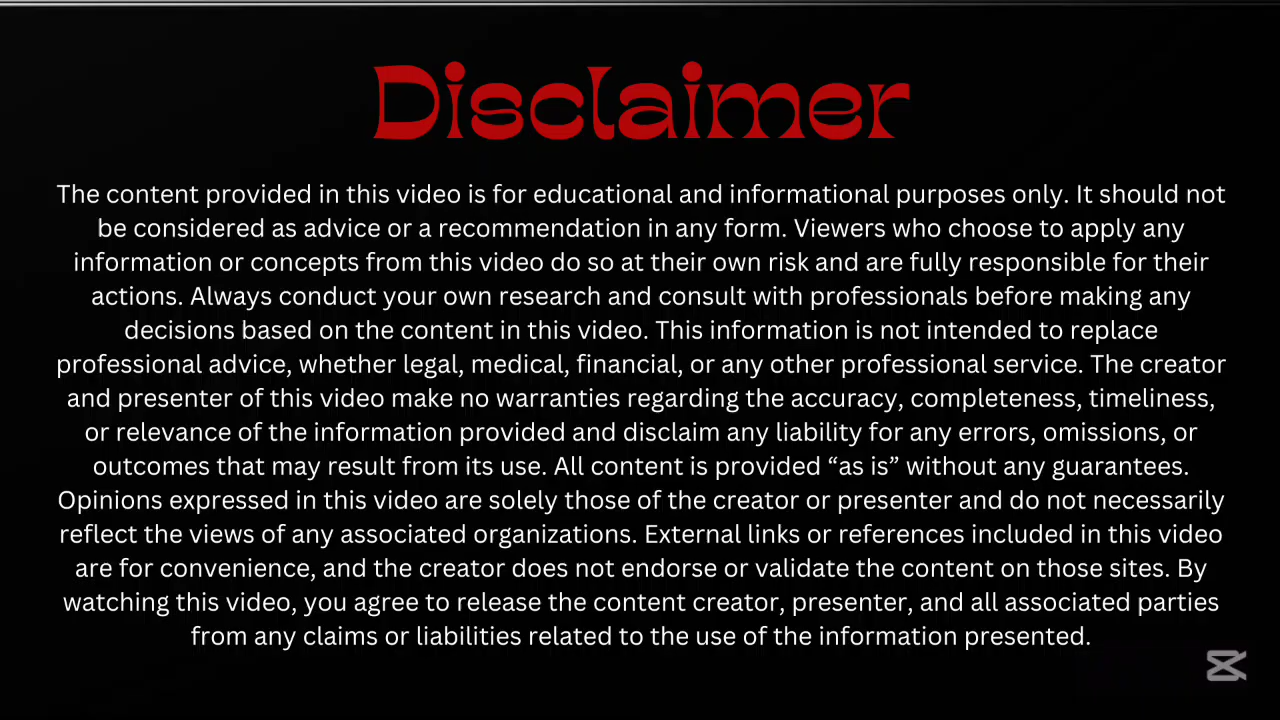 Disclaimer
The content provided in this video is for educational and informational purposes only. It should not
be considered as advice or a recommendation in any form. Viewers who choose to apply any
information or concepts from this video do so at their own risk and are fully responsible for their
actions. Always conduct your own research and consult with professionals before making any
decisions based on the content in this video. This information is not intended to replace
professional advice, whether legal, medical, financial, or any other professional service. The creator
and presenter of this video make no warranties regarding the accuracy, completeness, timeliness,
or relevance of the information provided and disclaim any liability for any errors, omissions, or
outcomes that may result from its use. All content is provided “as is” without any guarantees.
Opinions expressed in this video are solely those of the creator or presenter and do not necessarily
reflect the views of any associated organizations. External links or references included in this video
are for convenience, and the creator does not endorse or validate the content on those sites. By
watching this video, you agree to release the content creator, presenter, and all associated parties
from any claims or liabilities related to the use of the information presented.